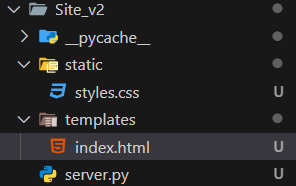 Site_v2
__pycache__
static
styles.css U
templates
index.html U
server.py U